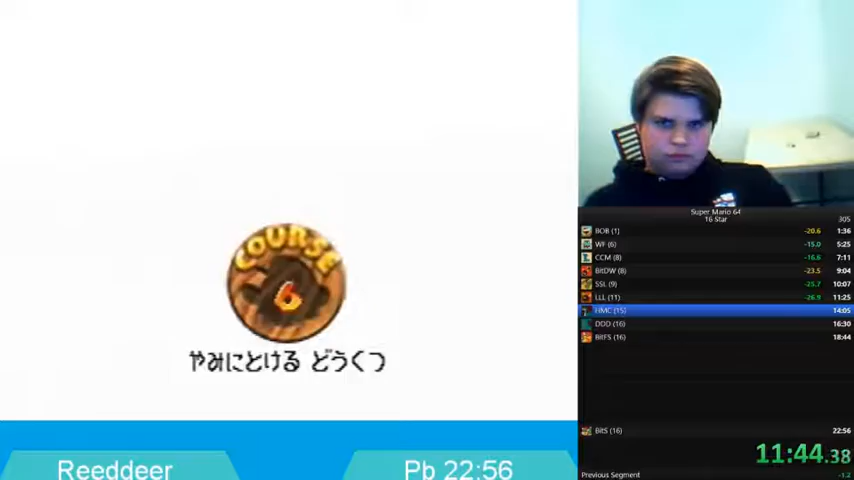 COURSE
6
やみにとける どうくつ
Super Mario 64
16 Star
305
BOB (1) -20.6 1:36
WF (6) -15.0 5:25
CCM (8) -16.6 7:11
BitDW (8) -23.5 9:04
SSL (9) -25.7 10:07
LLL (11) -26.9 11:25
HMC (15) 14:05
DDD (16) 16:30
BitFS (16) 18:44
BitS (16) 22:56
11:44.38
Previous Segment -1.2
Reeddeer
Pb 22:56